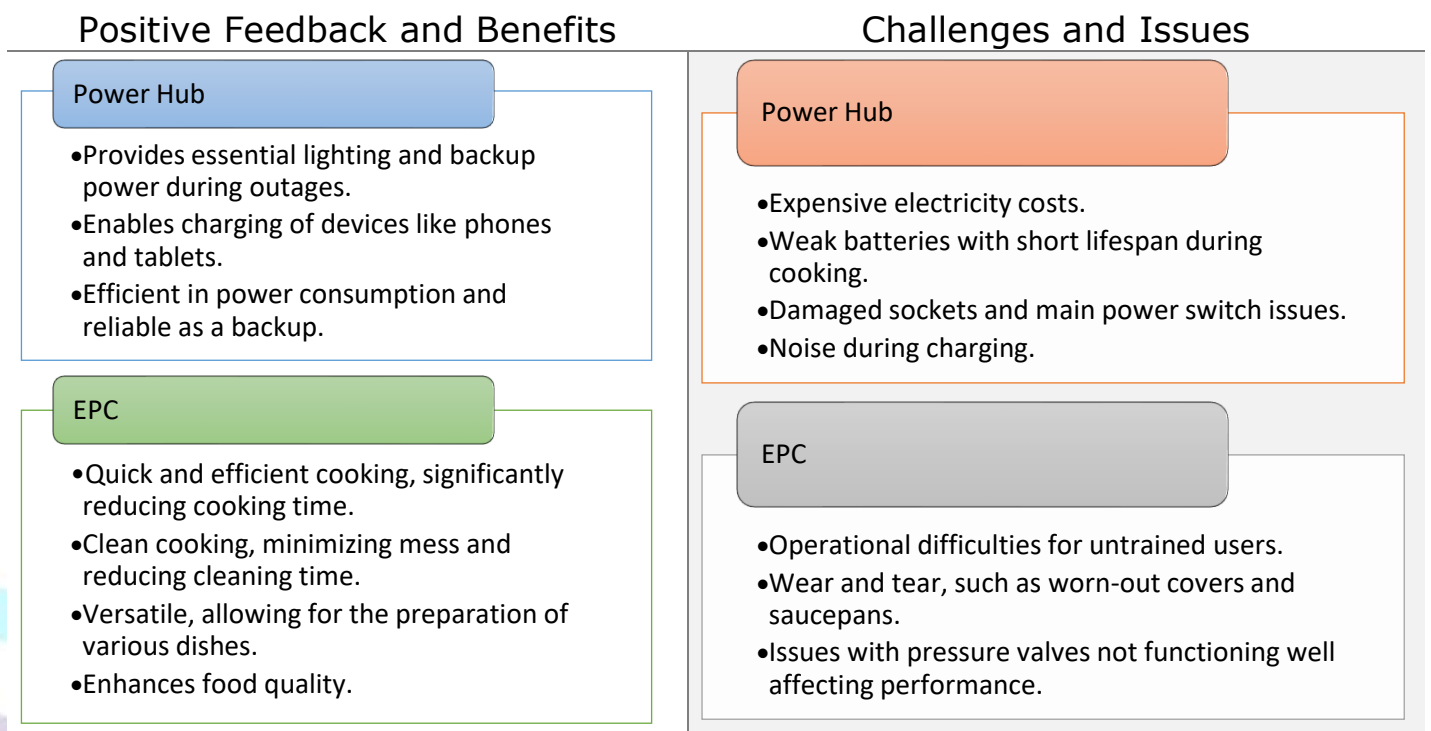 Positive Feedback and Benefits
Power Hub
•Provides essential lighting and backup
power during outages.
•Enables charging of devices like phones
and tablets.
•Efficient in power consumption and
reliable as a backup.
EPC
•Quick and efficient cooking, significantly
reducing cooking time.
•Clean cooking, minimizing mess and
reducing cleaning time.
•Versatile, allowing for the preparation of
various dishes.
•Enhances food quality.
Challenges and Issues
Power Hub
•Expensive electricity costs.
•Weak batteries with short lifespan during
cooking.
•Damaged sockets and main power switch issues.
•Noise during charging.
EPC
•Operational difficulties for untrained users.
•Wear and tear, such as worn-out covers and
saucepans.
•Issues with pressure valves not functioning well
affecting performance.